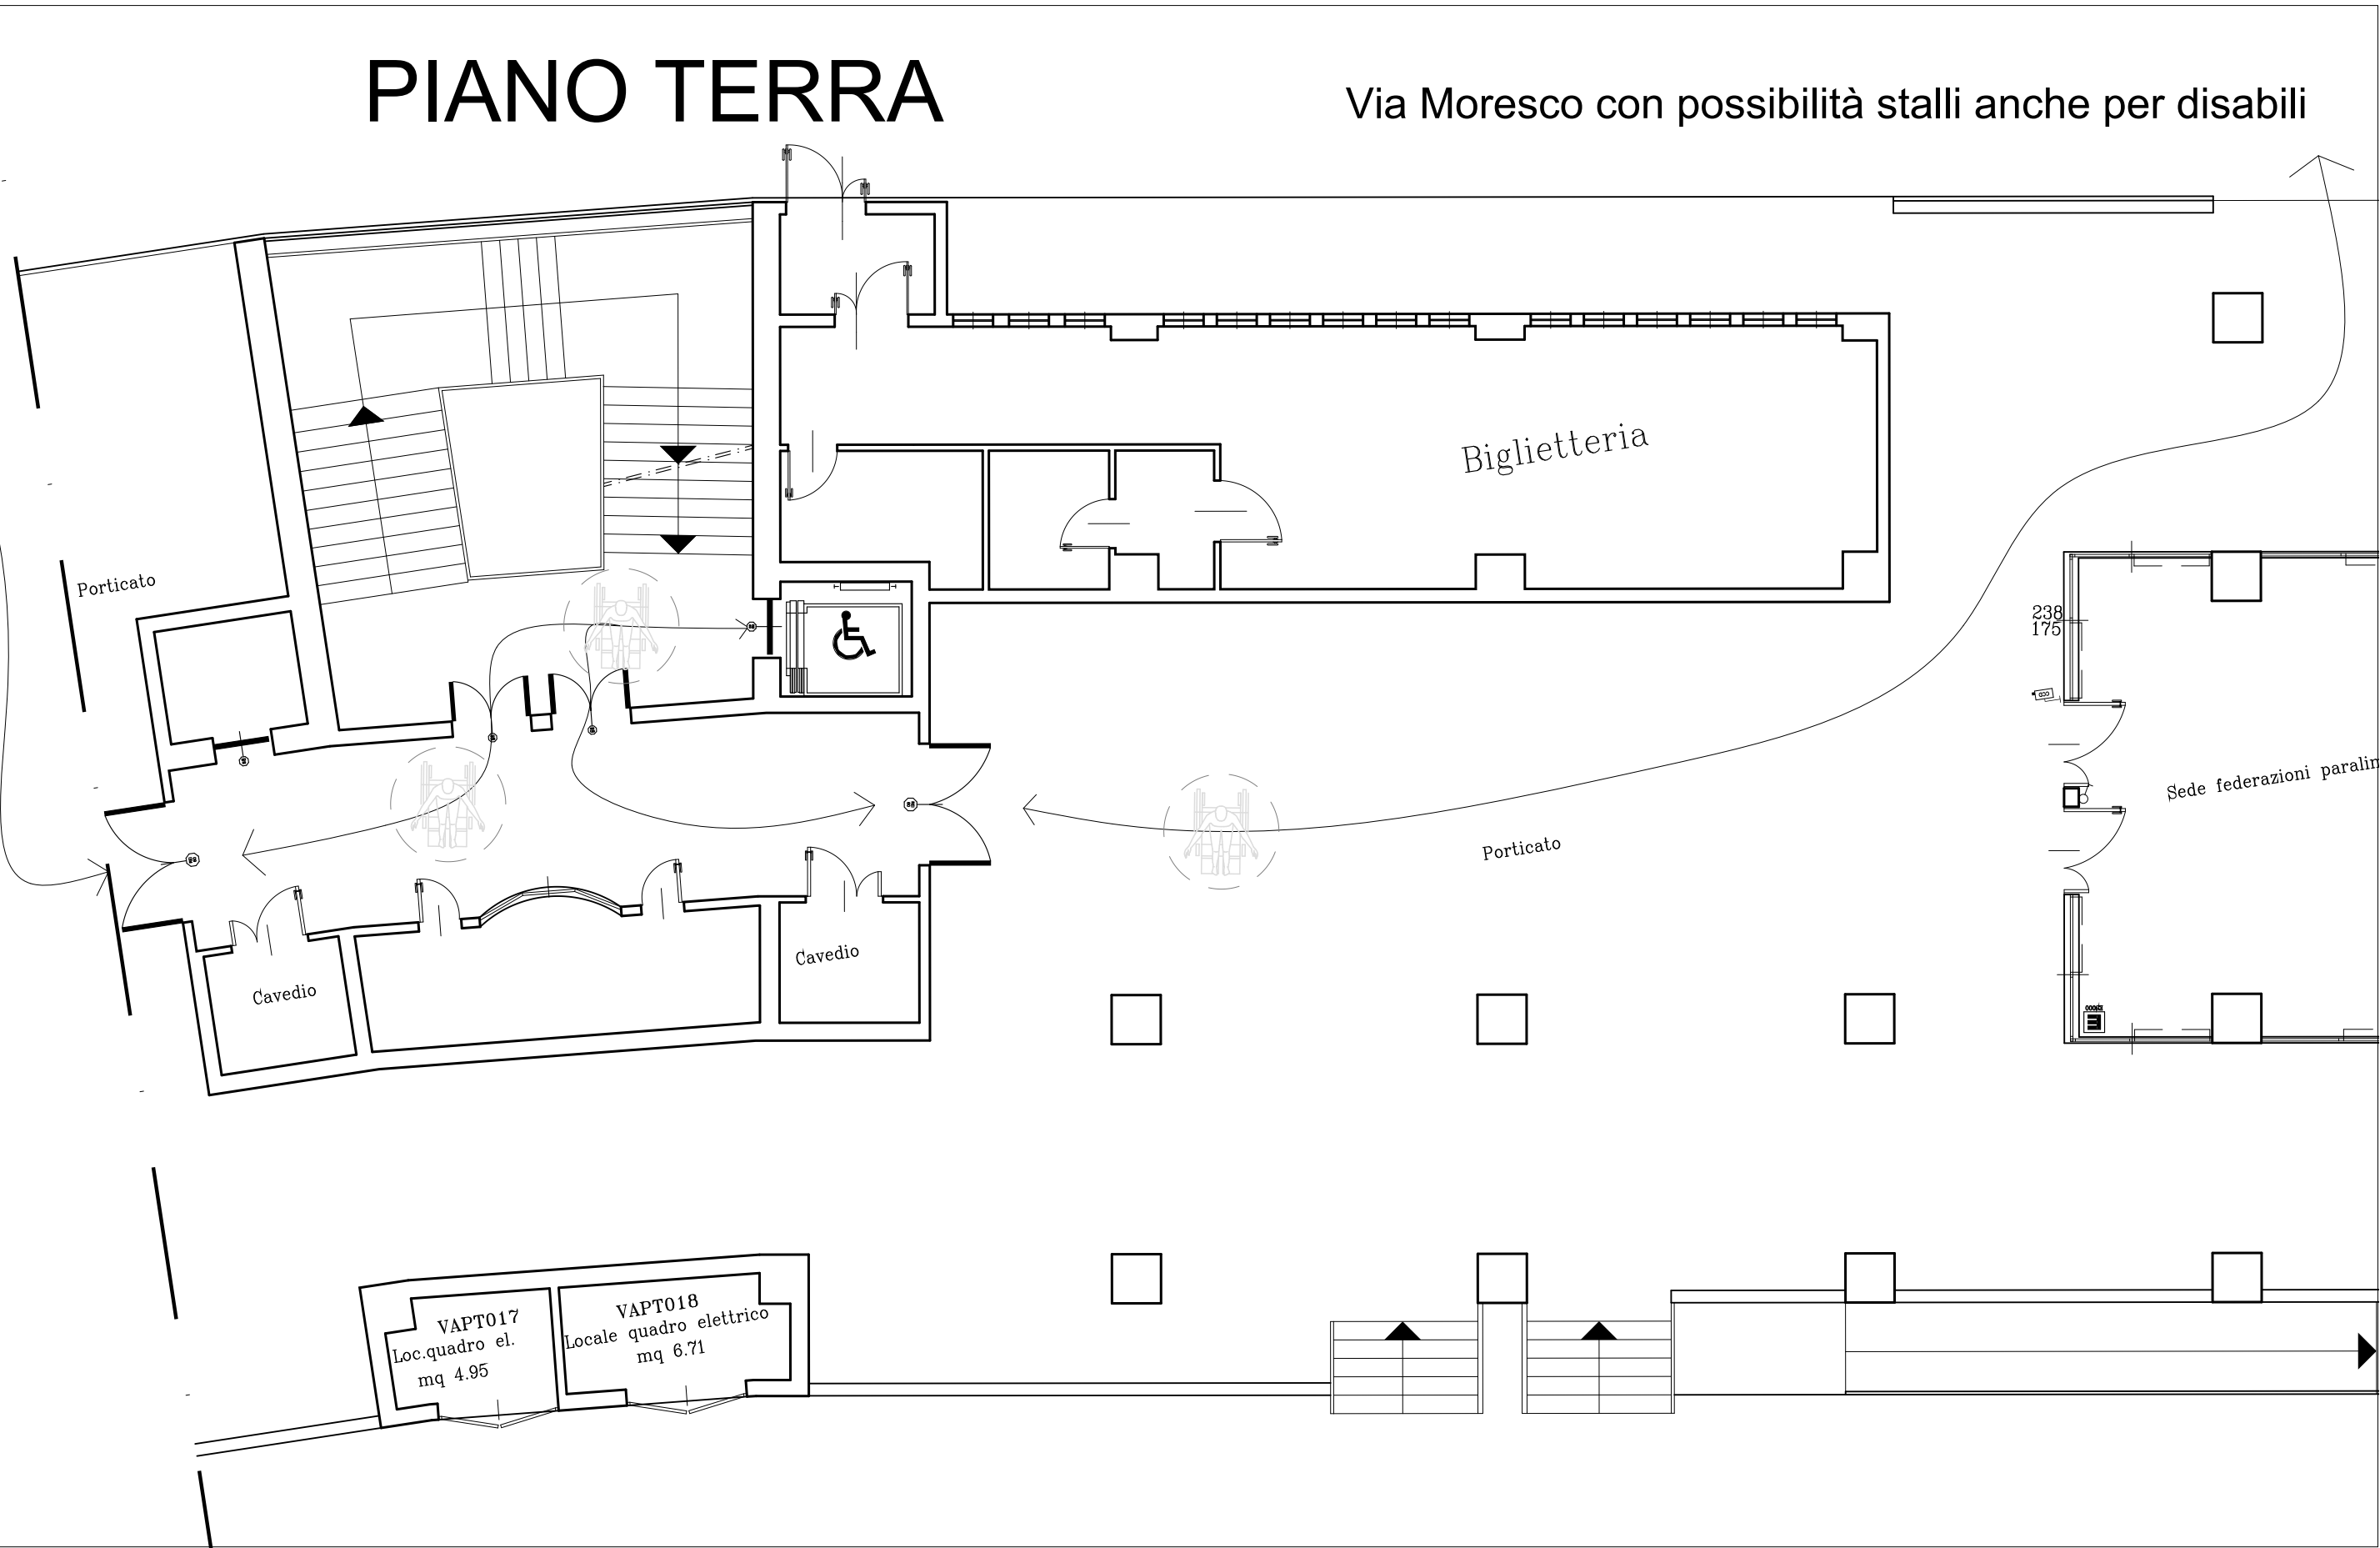 PIANO TERRA
Via Moresco con possibilità stalli anche per disabili
Biglietteria
Porticato
238
175
Sede federazioni paralim
Porticato
Cavedio
Cavedio
VAPT017
Loc.quadro el.
mq 4.95
VAPT018
Locale quadro elettrico
mq 6.71